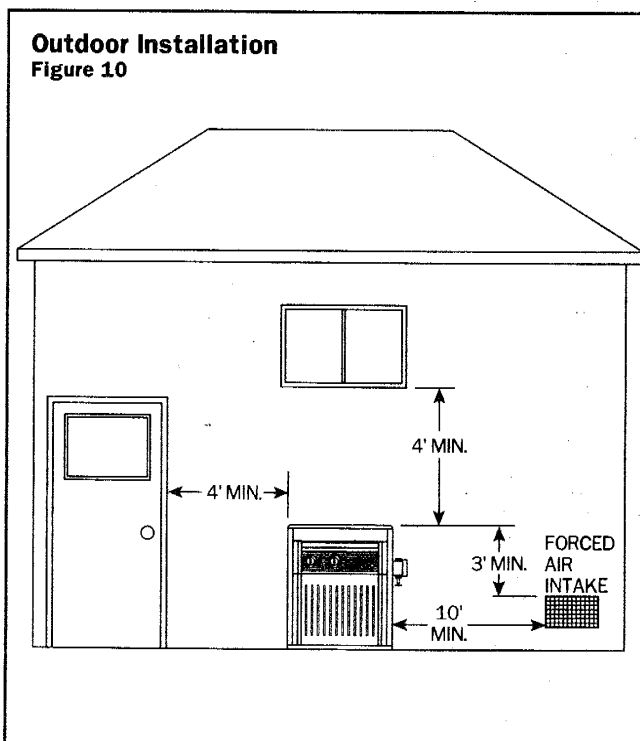 Outdoor Installation
Figure 10
4' MIN.
4' MIN.
3' MIN.
FORCED
AIR
INTAKE
10'
MIN.